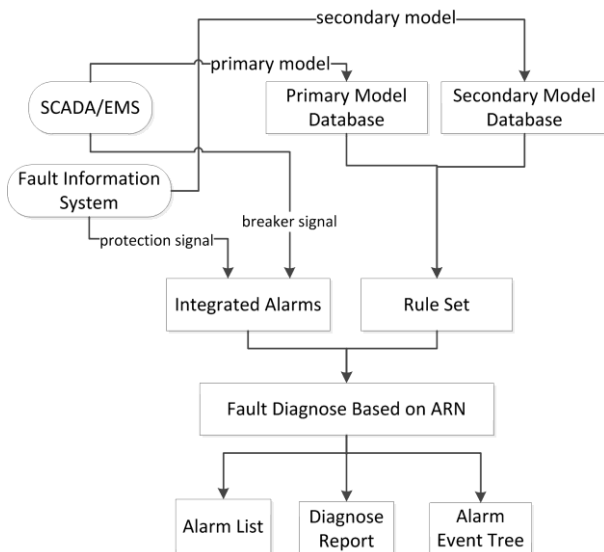 secondary model
primary model
SCADA/EMS
Primary Model
Database
Secondary Model
Database
Fault Information
System
breaker signal
protection signal
Integrated Alarms
Rule Set
Fault Diagnose Based on ARN
Alarm List
Diagnose
Report
Alarm
Event Tree